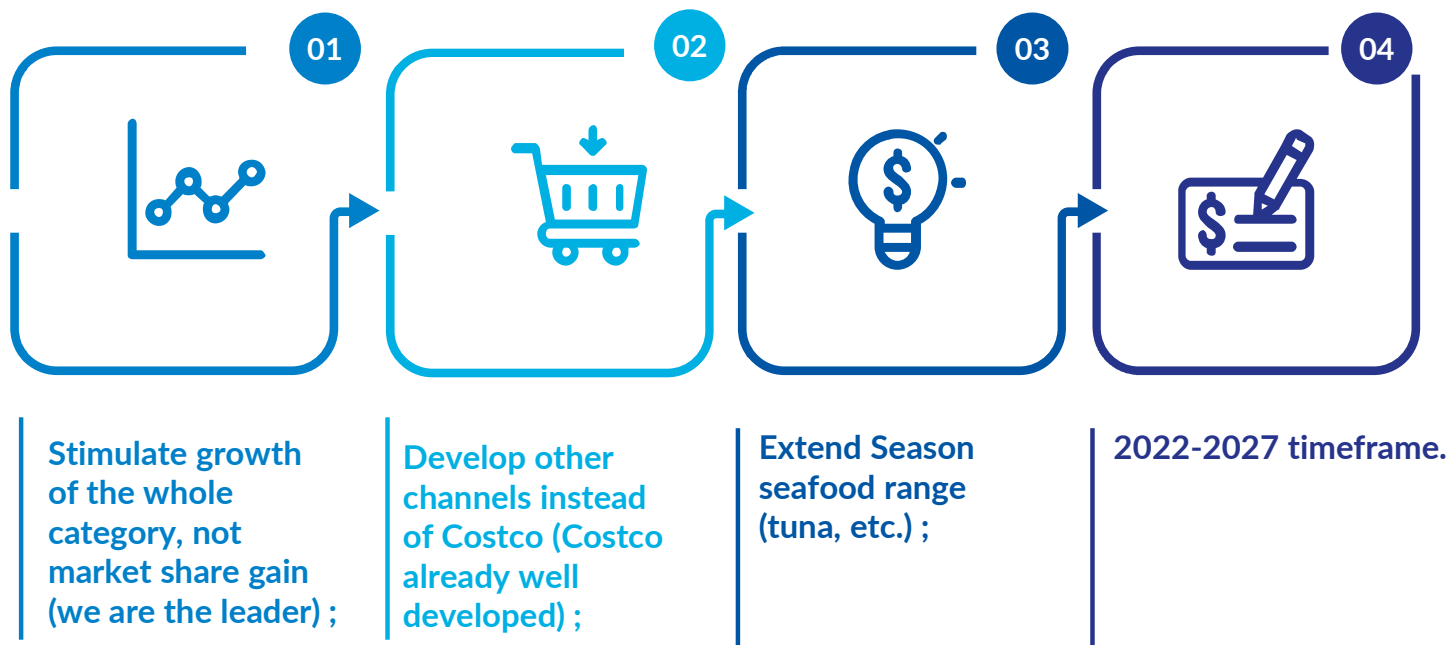 01
02
03
04
$
$
Stimulate growth
of the whole
category, not
market share gain
(we are the leader) ;
Develop other
channels instead
of Costco (Costco
already well
developed) ;
Extend Season
seafood range
(tuna, etc.) ;
2022-2027 timeframe.